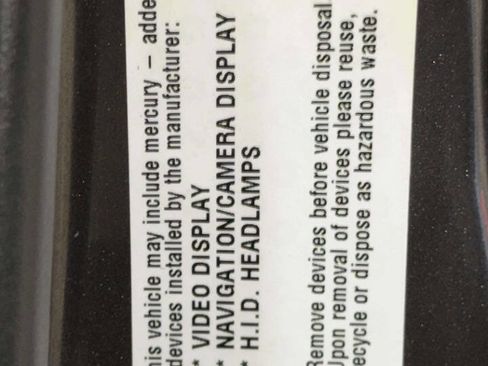 his vehicle may include mercury – adde
devices installed by the manufacturer:
* VIDEO DISPLAY
* NAVIGATION/CAMERA DISPLAY
* H.I.D. HEADLAMPS
Remove devices before vehicle disposal
Upon removal of devices please reuse,
ecycle or dispose as hazardous waste.